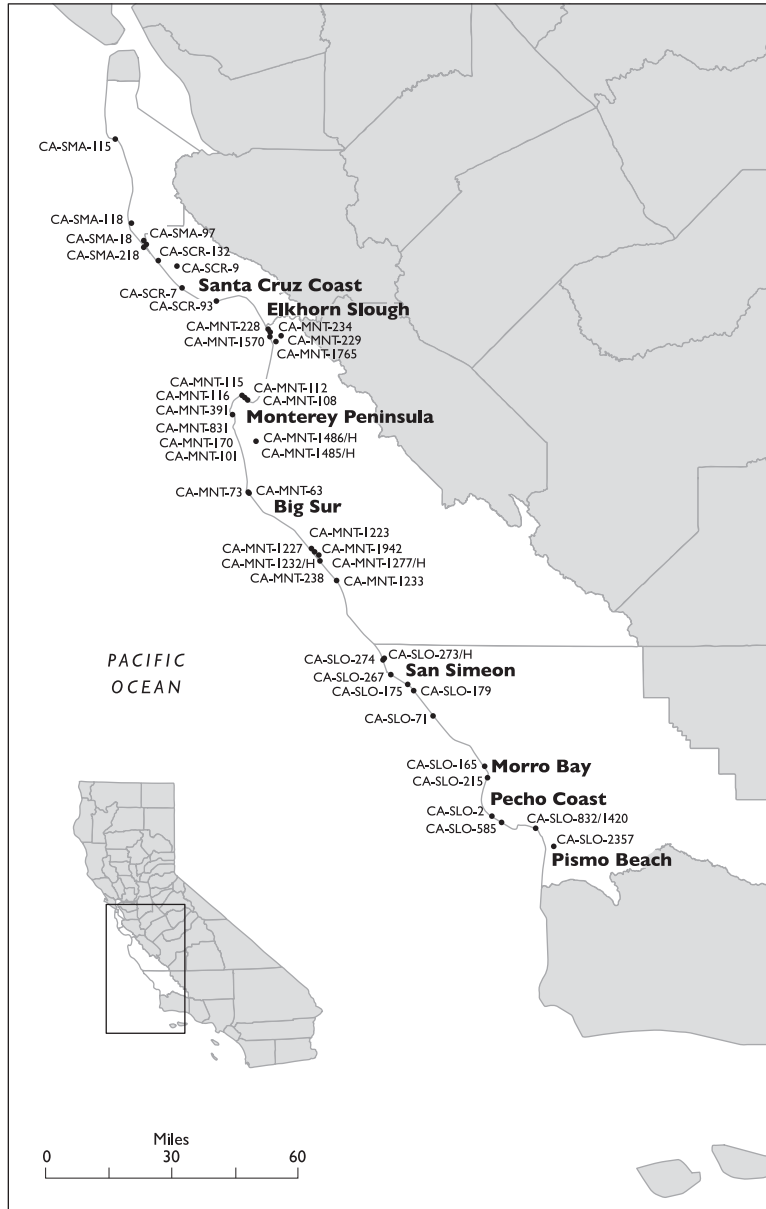 CA-SMA-115
CA-SMA-118
CA-SMA-18
CA-SMA-97
CA-SMA-218
CA-SCR-132
CA-SCR-9
CA-SCR-7
Santa Cruz Coast
CA-SCR-93
Elkhorn Slough
CA-MNT-228
CA-MNT-234
CA-MNT-1570
CA-MNT-229
CA-MNT-1765
CA-MNT-115
CA-MNT-112
CA-MNT-116
CA-MNT-108
CA-MNT-391
Monterey Peninsula
CA-MNT-831
CA-MNT-170
CA-MNT-1486/H
CA-MNT-101
CA-MNT-1485/H
CA-MNT-73
CA-MNT-63
Big Sur
CA-MNT-1223
CA-MNT-1227
CA-MNT-1942
CA-MNT-1232/H
CA-MNT-1277/H
CA-MNT-238
CA-MNT-1233
PACIFIC
OCEAN
CA-SLO-274
CA-SLO-273/H
CA-SLO-267
San Simeon
CA-SLO-175
CA-SLO-179
CA-SLO-71
CA-SLO-165
Morro Bay
CA-SLO-215
Pecho Coast
CA-SLO-2
CA-SLO-832/1420
CA-SLO-585
CA-SLO-2357
Pismo Beach
Miles
0 30 60